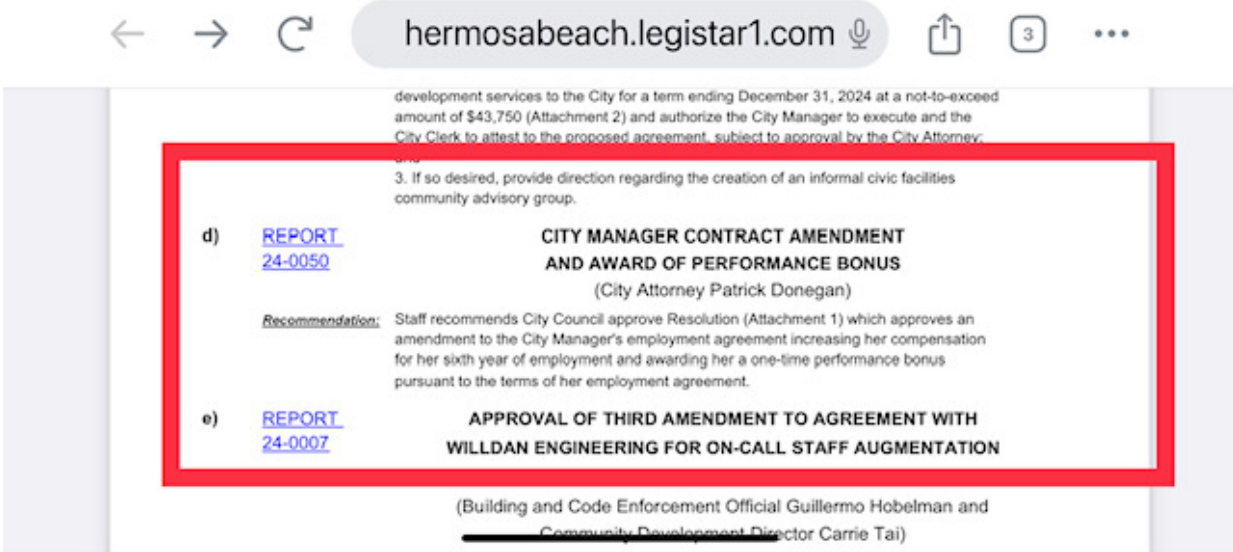 hermosabeach.legistar1.com
3
development services to the City for a term ending December 31, 2024 at a not-to-exceed
amount of $43,750 (Attachment 2) and authorize the City Manager to execute and the
City Clerk to attest to the proposed agreement, subject to approval by the City Attorney;
3. If so desired, provide direction regarding the creation of an informal civic facilities
community advisory group.
d) REPORT CITY MANAGER CONTRACT AMENDMENT
24-0050 AND AWARD OF PERFORMANCE BONUS
(City Attorney Patrick Donegan)
Recommendation: Staff recommends City Council approve Resolution (Attachment 1) which approves an
amendment to the City Manager's employment agreement increasing her compensation
for her sixth year of employment and awarding her a one-time performance bonus
pursuant to the terms of her employment agreement.
e) REPORT APPROVAL OF THIRD AMENDMENT TO AGREEMENT WITH
24-0007 WILLDAN ENGINEERING FOR ON-CALL STAFF AUGMENTATION
(Building and Code Enforcement Official Guillermo Hobelman and
Community Development Director Carrie Tai)